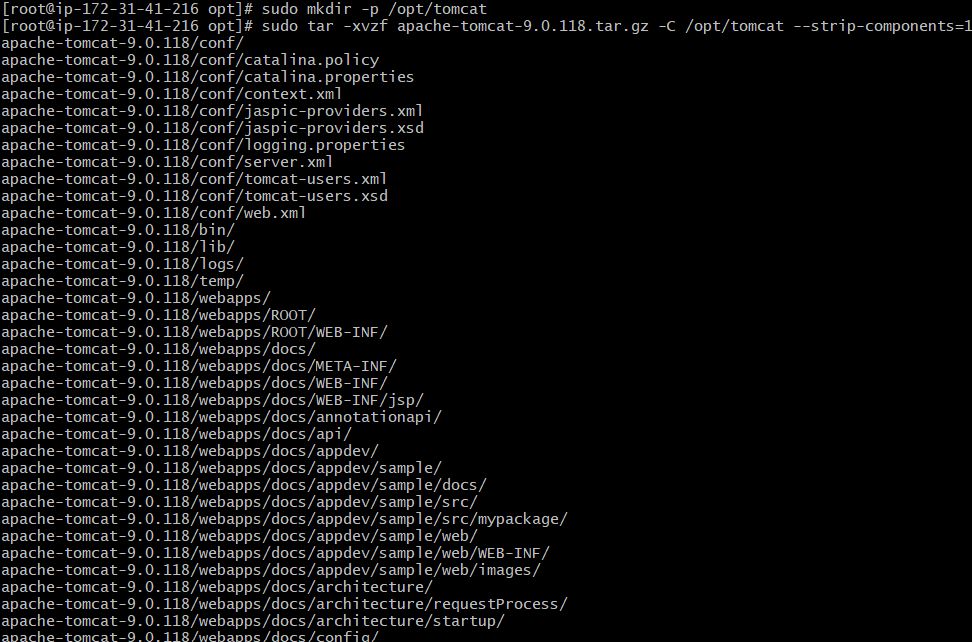 [root@ip-172-31-41-216 opt]# sudo mkdir -p /opt/tomcat
[root@ip-172-31-41-216 opt]# sudo tar -xvzf apache-tomcat-9.0.118.tar.gz -C /opt/tomcat --strip-components=1
apache-tomcat-9.0.118/conf/
apache-tomcat-9.0.118/conf/catalina.policy
apache-tomcat-9.0.118/conf/catalina.properties
apache-tomcat-9.0.118/conf/context.xml
apache-tomcat-9.0.118/conf/jaspic-providers.xml
apache-tomcat-9.0.118/conf/jaspic-providers.xsd
apache-tomcat-9.0.118/conf/logging.properties
apache-tomcat-9.0.118/conf/server.xml
apache-tomcat-9.0.118/conf/tomcat-users.xml
apache-tomcat-9.0.118/conf/tomcat-users.xsd
apache-tomcat-9.0.118/conf/web.xml
apache-tomcat-9.0.118/bin/
apache-tomcat-9.0.118/lib/
apache-tomcat-9.0.118/logs/
apache-tomcat-9.0.118/temp/
apache-tomcat-9.0.118/webapps/
apache-tomcat-9.0.118/webapps/ROOT/
apache-tomcat-9.0.118/webapps/ROOT/WEB-INF/
apache-tomcat-9.0.118/webapps/docs/
apache-tomcat-9.0.118/webapps/docs/META-INF/
apache-tomcat-9.0.118/webapps/docs/WEB-INF/
apache-tomcat-9.0.118/webapps/docs/WEB-INF/jsp/
apache-tomcat-9.0.118/webapps/docs/annotationapi/
apache-tomcat-9.0.118/webapps/docs/api/
apache-tomcat-9.0.118/webapps/docs/appdev/
apache-tomcat-9.0.118/webapps/docs/appdev/sample/
apache-tomcat-9.0.118/webapps/docs/appdev/sample/docs/
apache-tomcat-9.0.118/webapps/docs/appdev/sample/src/
apache-tomcat-9.0.118/webapps/docs/appdev/sample/src/mypackage/
apache-tomcat-9.0.118/webapps/docs/appdev/sample/web/
apache-tomcat-9.0.118/webapps/docs/appdev/sample/web/WEB-INF/
apache-tomcat-9.0.118/webapps/docs/appdev/sample/web/images/
apache-tomcat-9.0.118/webapps/docs/architecture/
apache-tomcat-9.0.118/webapps/docs/architecture/requestProcess/
apache-tomcat-9.0.118/webapps/docs/architecture/startup/
apache-tomcat-9.0.118/webapps/docs/config/